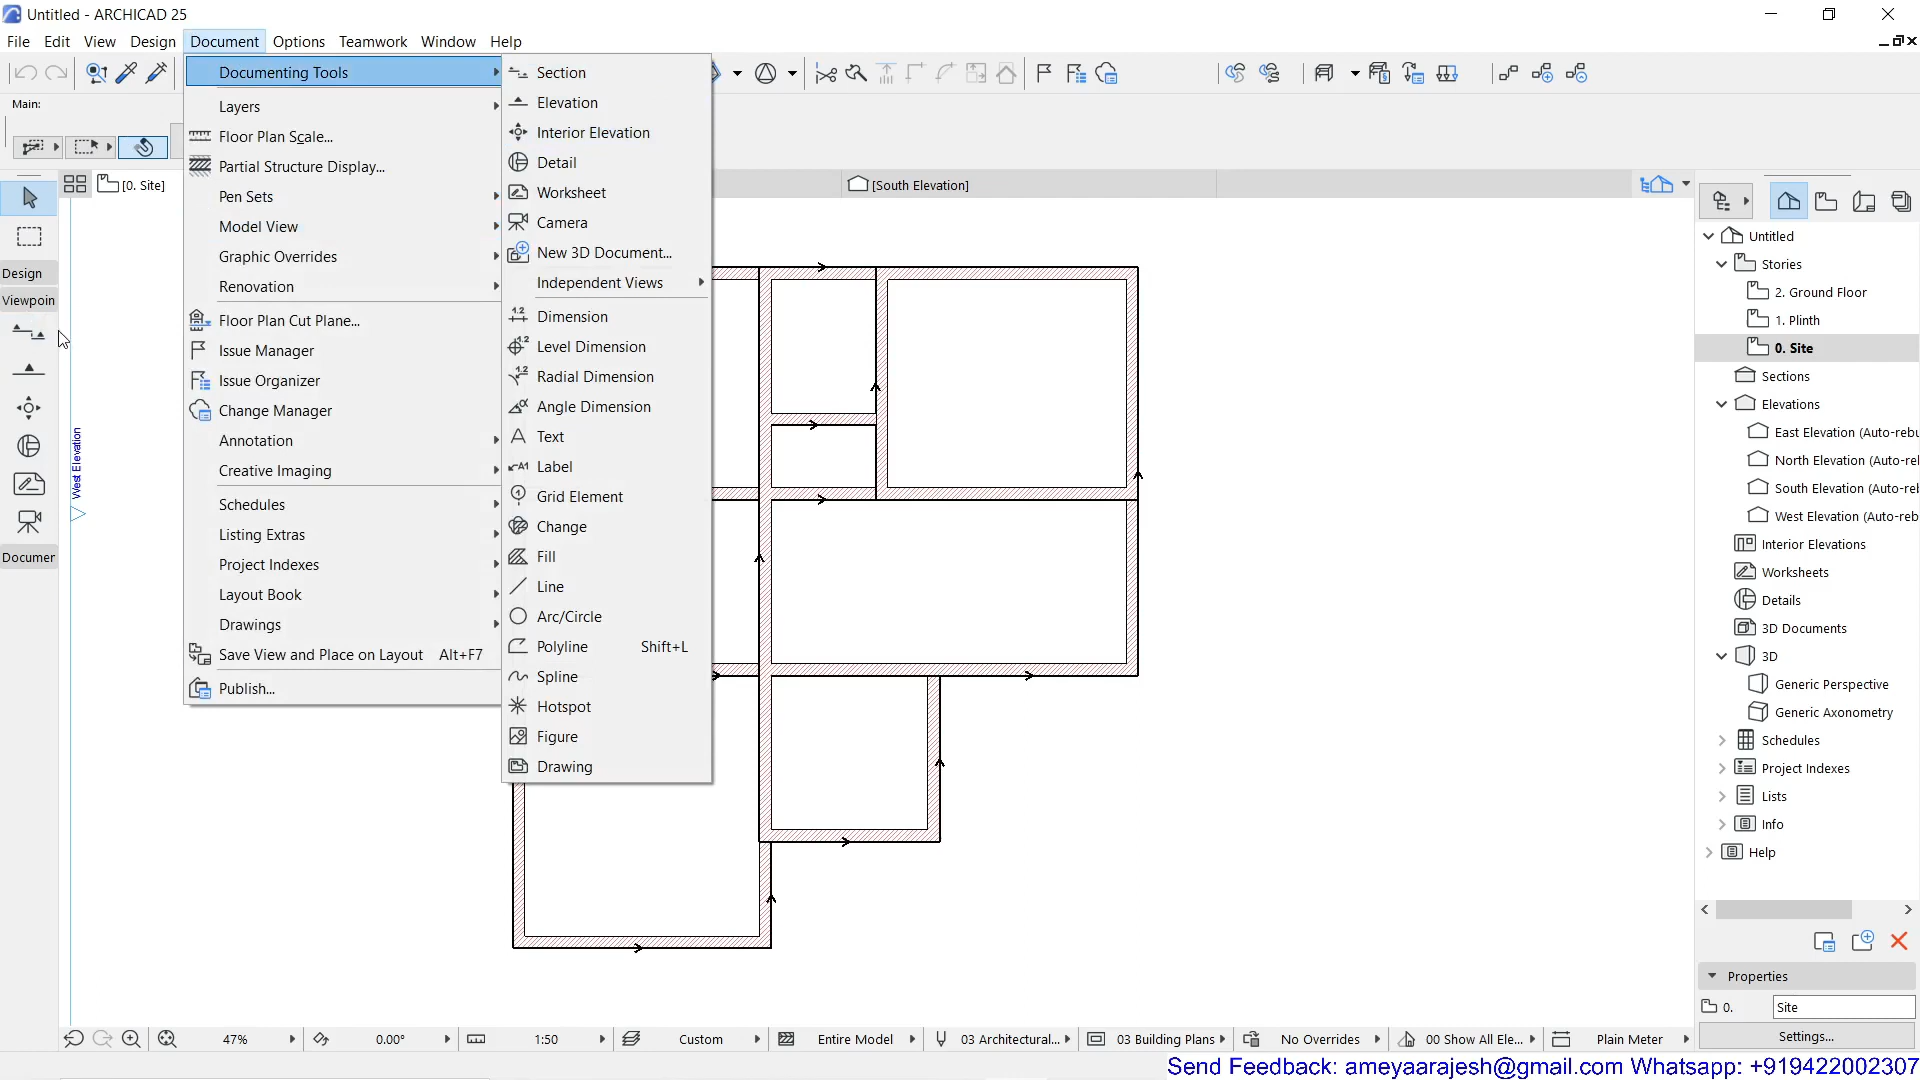 Untitled - ARCHICAD 25
File Edit View Design Document Options Teamwork Window Help
Main:
[0. Site]
[South Elevation]
Design
Viewpoin
Documer
West Elevation
Documenting Tools
Layers
Floor Plan Scale...
Partial Structure Display...
Pen Sets
Model View
Graphic Overrides
Renovation
Floor Plan Cut Plane...
Issue Manager
Issue Organizer
Change Manager
Annotation
Creative Imaging
Schedules
Listing Extras
Project Indexes
Layout Book
Drawings
Save View and Place on Layout Alt+F7
Publish...
Section
Elevation
Interior Elevation
Detail
Worksheet
Camera
New 3D Document...
Independent Views
1.2 Dimension
1.2 Level Dimension
1.2 Radial Dimension
Angle Dimension
Text
A1 Label
Grid Element
Change
Fill
Line
Arc/Circle
Polyline Shift+L
Spline
Hotspot
Figure
Drawing
Untitled
Stories
2. Ground Floor
1. Plinth
0. Site
Sections
Elevations
East Elevation (Auto-rebu
North Elevation (Auto-rel
South Elevation (Auto-rel
West Elevation (Auto-reb
Interior Elevations
Worksheets
Details
3D Documents
3D
Generic Perspective
Generic Axonometry
Schedules
Project Indexes
Lists
Info
Help
Properties
0. Site
Settings...
47% 0.00° 1:50 Custom Entire Model 03 Architectural... 03 Building Plans No Overrides 00 Show All Ele... Plain Meter
Send Feedback: ameyaarajesh@gmail.com Whatsapp: +919422002307